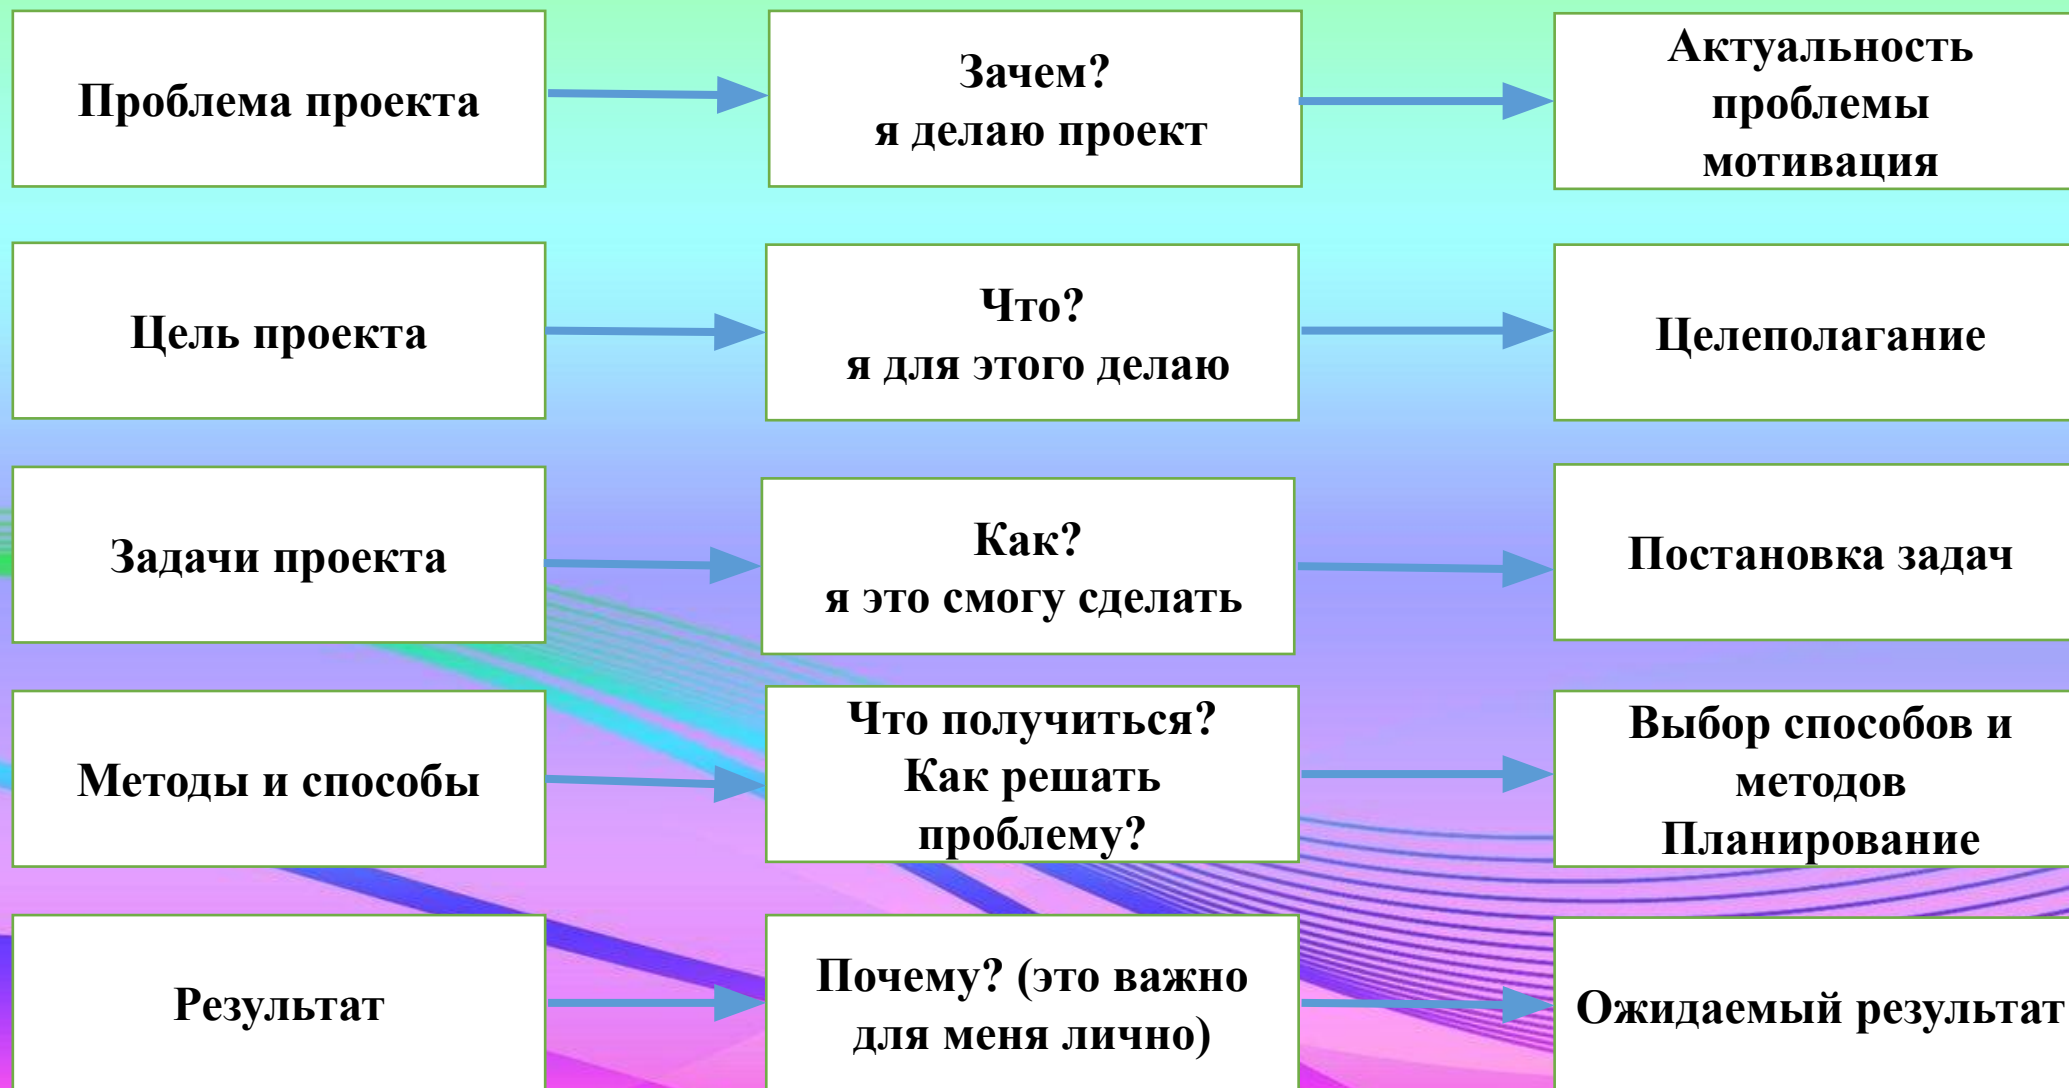 Проблема проекта
Зачем?
я делаю проект
Актуальность
проблемы
мотивация
Цель проекта
Что?
я для этого делаю
Целеполагание
Задачи проекта
Как?
я это смогу сделать
Постановка задач
Методы и способы
Что получиться?
Как решать
проблему?
Выбор способов и
методов
Планирование
Результат
Почему? (это важно
для меня лично)
Ожидаемый результат